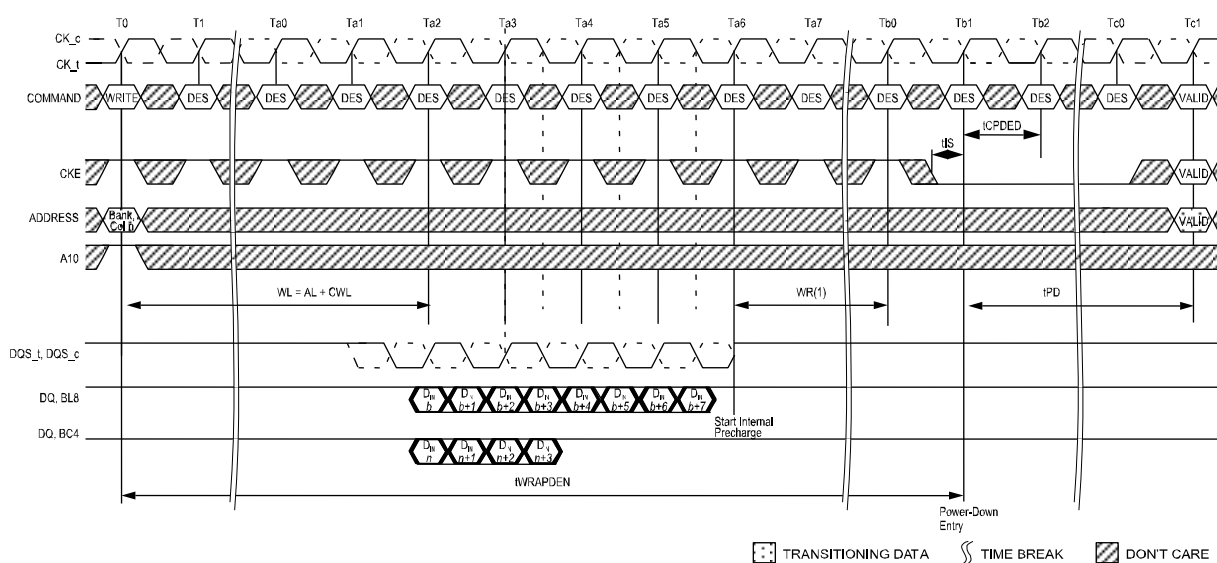 T0 T1 Ta0 Ta1 Ta2 Ta3 Ta4 Ta5 Ta6 Ta7 Tb0 Tb1 Tb2 Tc0 Tc1
CK_c
CK_t
COMMAND WRITE DES DES DES DES DES DES DES DES DES DES DES DES DES VALID
tCPDED
tIS
CKE VALID
ADDRESS Bank, Col n VALID
A10
WL = AL + CWL WR(1) tPD
DQS_t, DQS_c
DQ, BL8 DIN b DIN b+1 DIN b+2 DIN b+3 DIN b+4 DIN b+5 DIN b+6 DIN b+7
Start Internal
Precharge
DQ, BC4 DIN n DIN n+1 DIN n+2 DIN n+3
tWRAPDEN
Power-Down
Entry
TRANSITIONING DATA TIME BREAK DON'T CARE